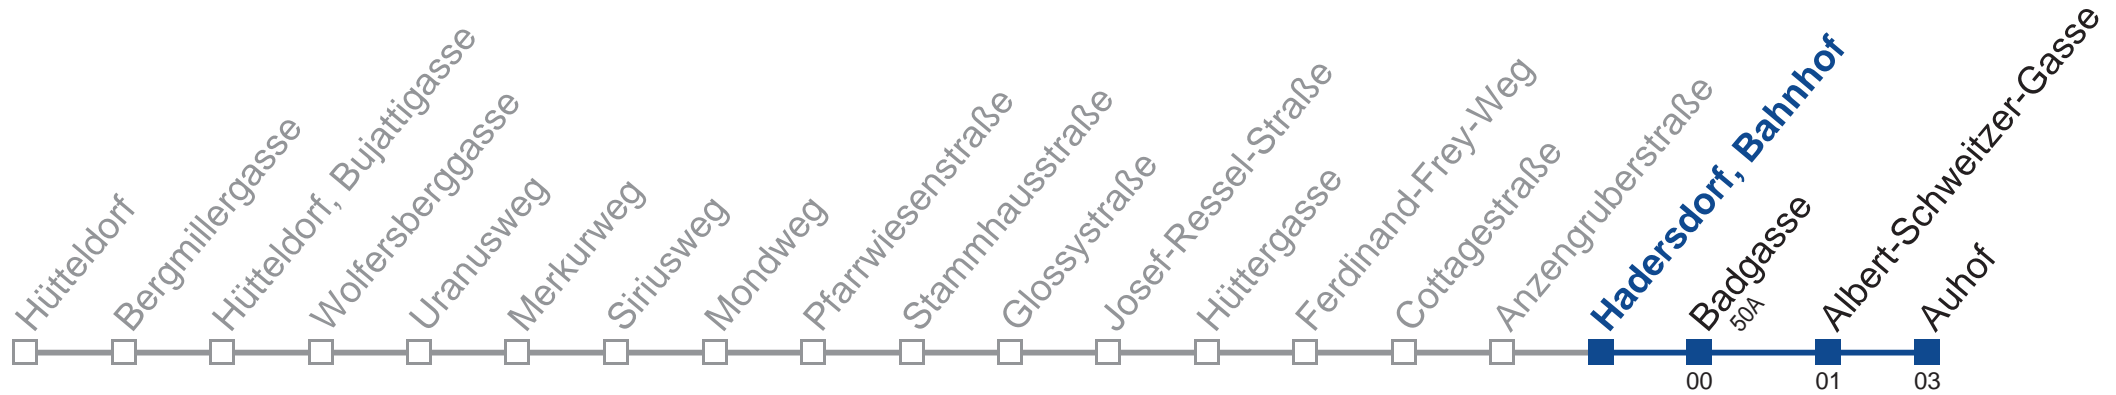 Hütteldorf
Bergmillergasse
Hütteldorf, Bujattigasse
Wolfersberggasse
Uranusweg
Merkurweg
Siriusweg
Mondweg
Pfarrwiesenstraße
Stammhausstraße
Glossystraße
Josef-Ressel-Straße
Hüttergasse
Ferdinand-Frey-Weg
Cottagestraße
Anzengruberstraße
Hadersdorf, Bahnhof
Badgasse
50A
Albert-Schweitzer-Gasse
Auhof
00
01
03